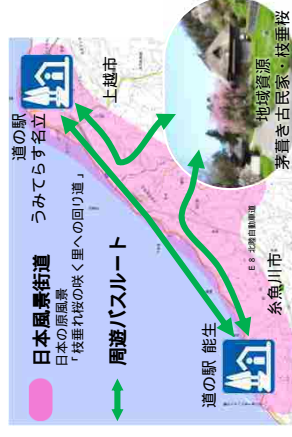 日本風景街道
日本の原風景
「枝垂れ桜の咲く里への回り道」
周遊バスルート
道の駅
うみてらす名立
上越市
道の駅 能生
糸魚川市
E8 北陸自動車道
地域資源
茅葺き古民家・枝垂桜